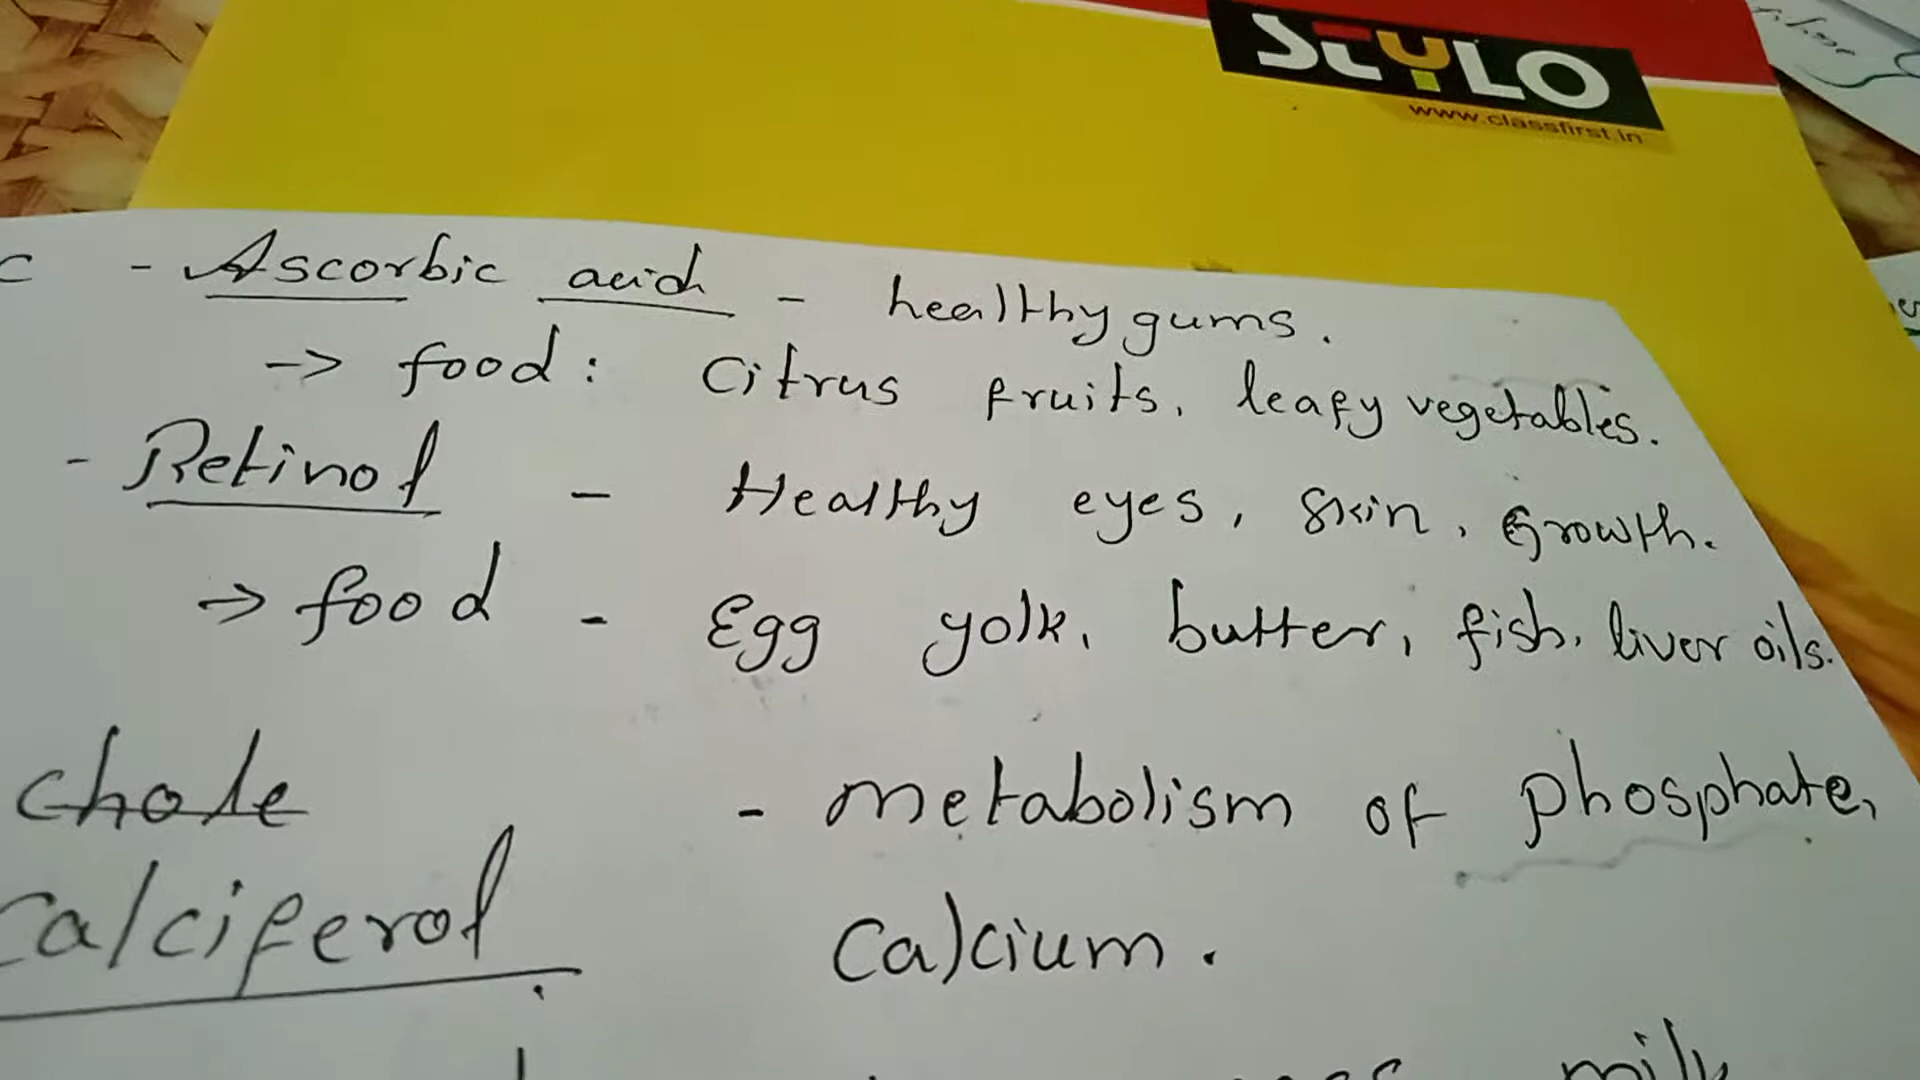 STYLO
www.classfirst.in
C - Ascorbic acid - healthy gums.
-> food: Citrus fruits, leafy vegetables.
- Retinol - Healthy eyes, skin, Growth.
-> food - Egg yolk, butter, fish, liver oils.
chole - metabolism of phosphate,
Calciferol Calcium.
milk